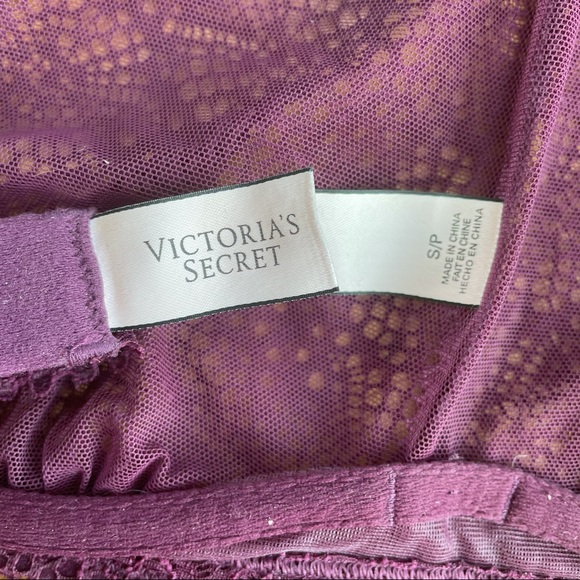 VICTORIA'S
SECRET
S/P
MADE IN CHINA
FAIT EN CHINE
HECHO EN CHINA